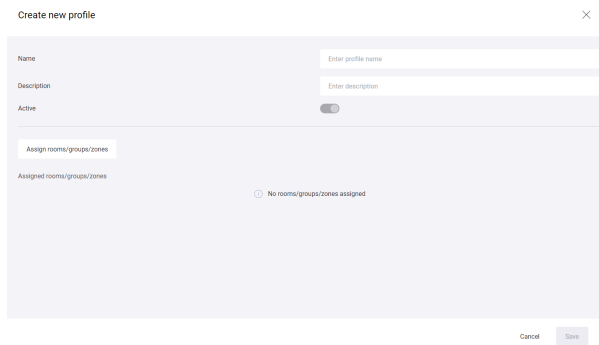 Create new profile
Name
Enter profile name
Description
Enter description
Active
Assign rooms/groups/zones
Assigned rooms/groups/zones
No rooms/groups/zones assigned
Cancel
Save